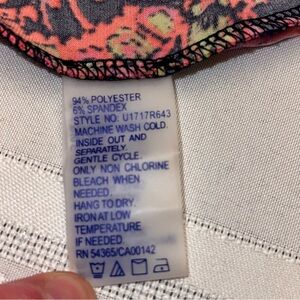 94% POLYESTER
6% SPANDEX
STYLE NO: U1717R643
MACHINE WASH COLD.
INSIDE OUT AND
SEPARATELY.
GENTLE CYCLE.
ONLY NON CHLORINE
BLEACH WHEN
NEEDED.
HANG TO DRY.
IRON AT LOW
TEMPERATURE
IF NEEDED.
RN 54365/CA00142